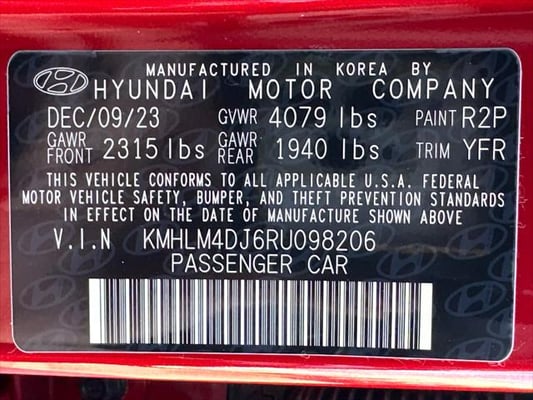 MANUFACTURED IN KOREA BY
HYUNDAI MOTOR COMPANY
DEC/09/23 GVWR 4079 lbs PAINT R2P
GAWR FRONT 2315 lbs GAWR REAR 1940 lbs TRIM YFR
THIS VEHICLE CONFORMS TO ALL APPLICABLE U.S.A. FEDERAL
MOTOR VEHICLE SAFETY, BUMPER, AND THEFT PREVENTION STANDARDS
IN EFFECT ON THE DATE OF MANUFACTURE SHOWN ABOVE
V.I.N KMHLM4DJ6RU098206
PASSENGER CAR